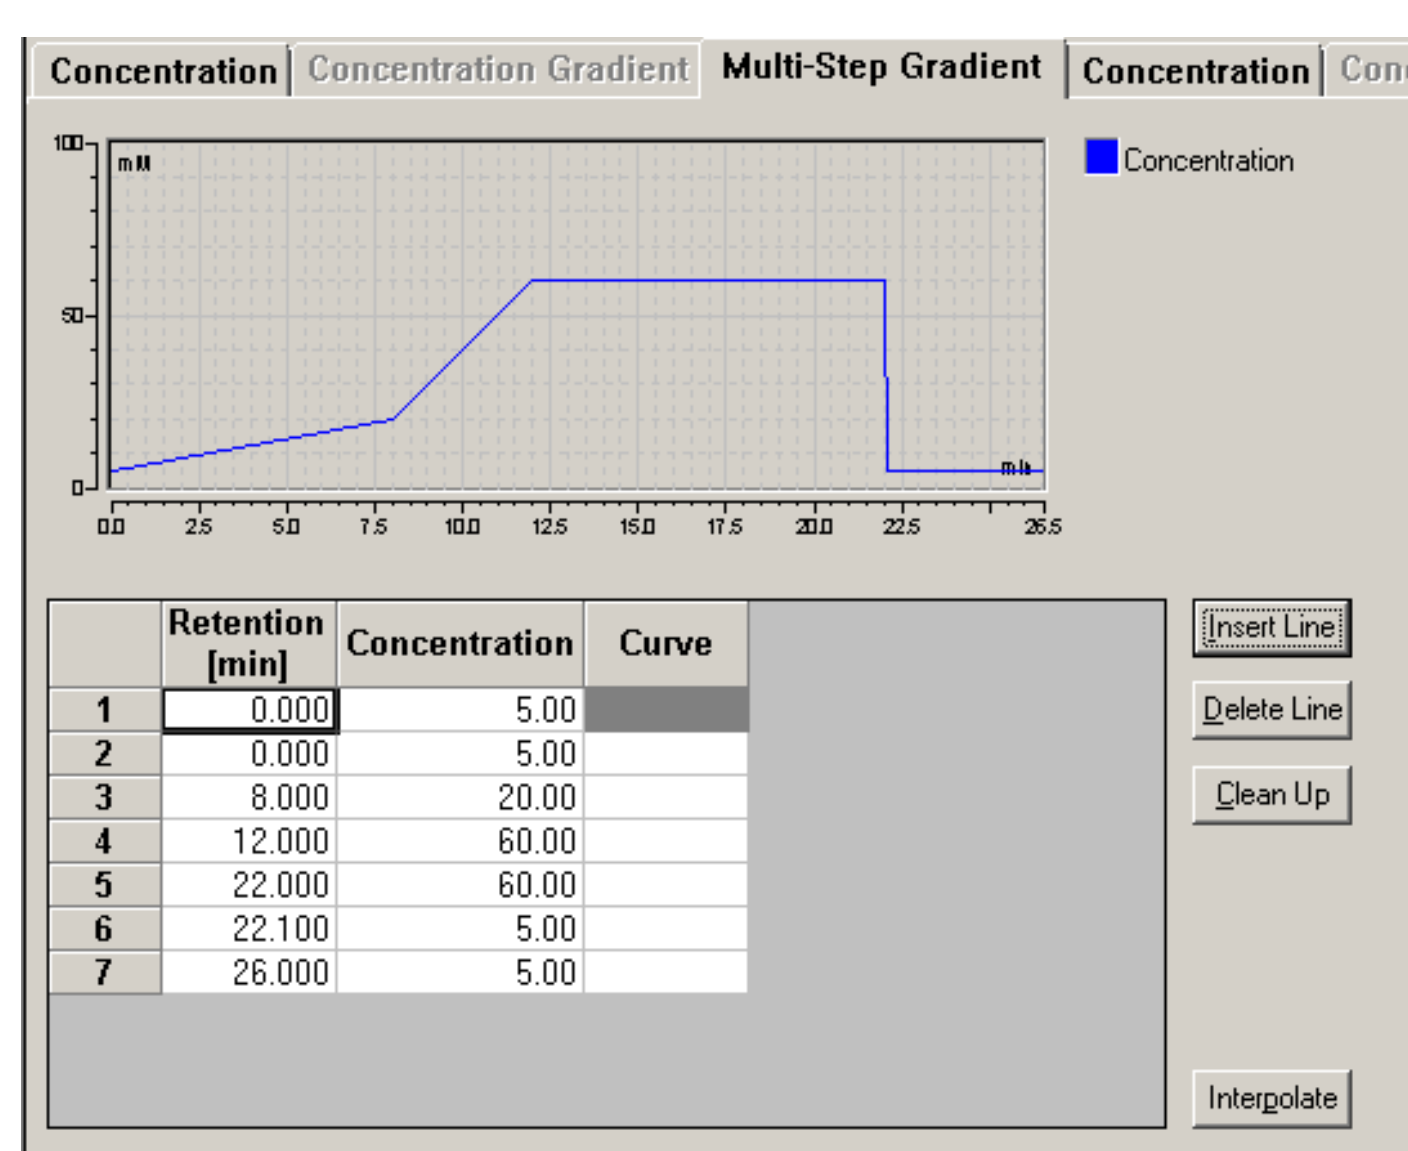 Concentration Concentration Gradient Multi-Step Gradient Concentration Con
100
mM
Concentration
50
min
0
0.0 2.5 5.0 7.5 10.0 12.5 15.0 17.5 20.0 22.5 26.5
Retention [min] Concentration Curve
1 0.000 5.00
2 0.000 5.00
3 8.000 20.00
4 12.000 60.00
5 22.000 60.00
6 22.100 5.00
7 26.000 5.00
Insert Line
Delete Line
Clean Up
Interpolate